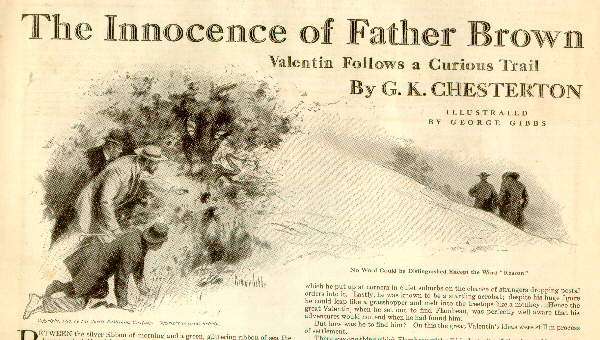 The Innocence of Father Brown
Valentin Follows a Curious Trail
By G. K. CHESTERTON
ILLUSTRATED
BY GEORGE GIBBS
No Word Could be Distinguished Except the Word "Reason"
BETWEEN the silver ribbon of morning and a green, glittering ribbon of sea the
which he put up at corners in quiet suburbs on the chance of strangers dropping postal
orders into it. Lastly, he was known to be a startling acrobat; despite his huge figure
he could leap like a grasshopper and melt into the treetops like a monkey. Hence the
great Valentin, when he set out to find Flambeau, was perfectly well aware that his
adventures would not end when he had found him.
But how was he to find him? On this the great Valentin's ideas were still in process
of settlement.